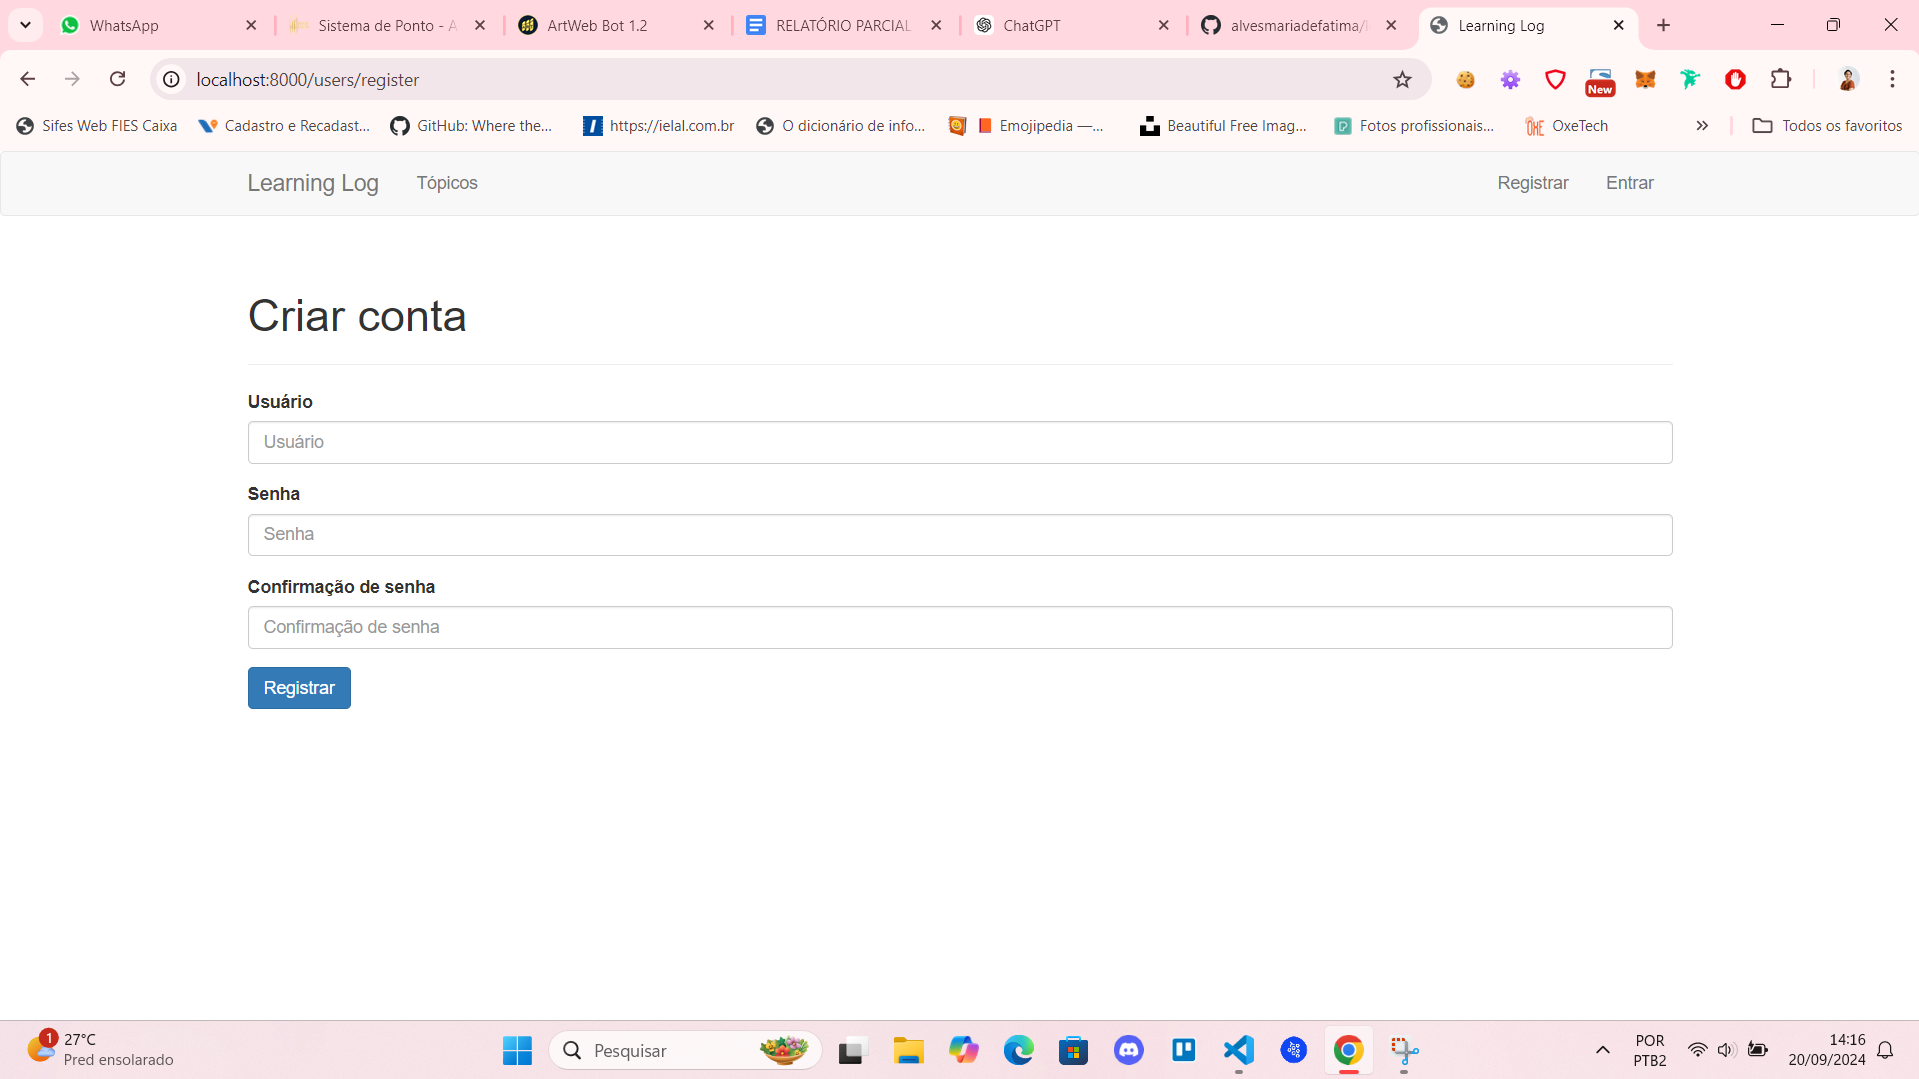 WhatsApp
Sistema de Ponto - A
ArtWeb Bot 1.2
RELATÓRIO PARCIAL
ChatGPT
alvesmariadefatima/
Learning Log
localhost:8000/users/register
New
Sifes Web FIES Caixa
Cadastro e Recadast...
GitHub: Where the...
https://ielal.com.br
O dicionário de info...
Emojipedia —...
Beautiful Free Imag...
Fotos profissionais...
OxeTech
Todos os favoritos
Learning Log
Tópicos
Registrar
Entrar
Criar conta
Usuário
Usuário
Senha
Senha
Confirmação de senha
Confirmação de senha
Registrar
1
27°C
Pred ensolarado
Pesquisar
POR
PTB2
14:16
20/09/2024